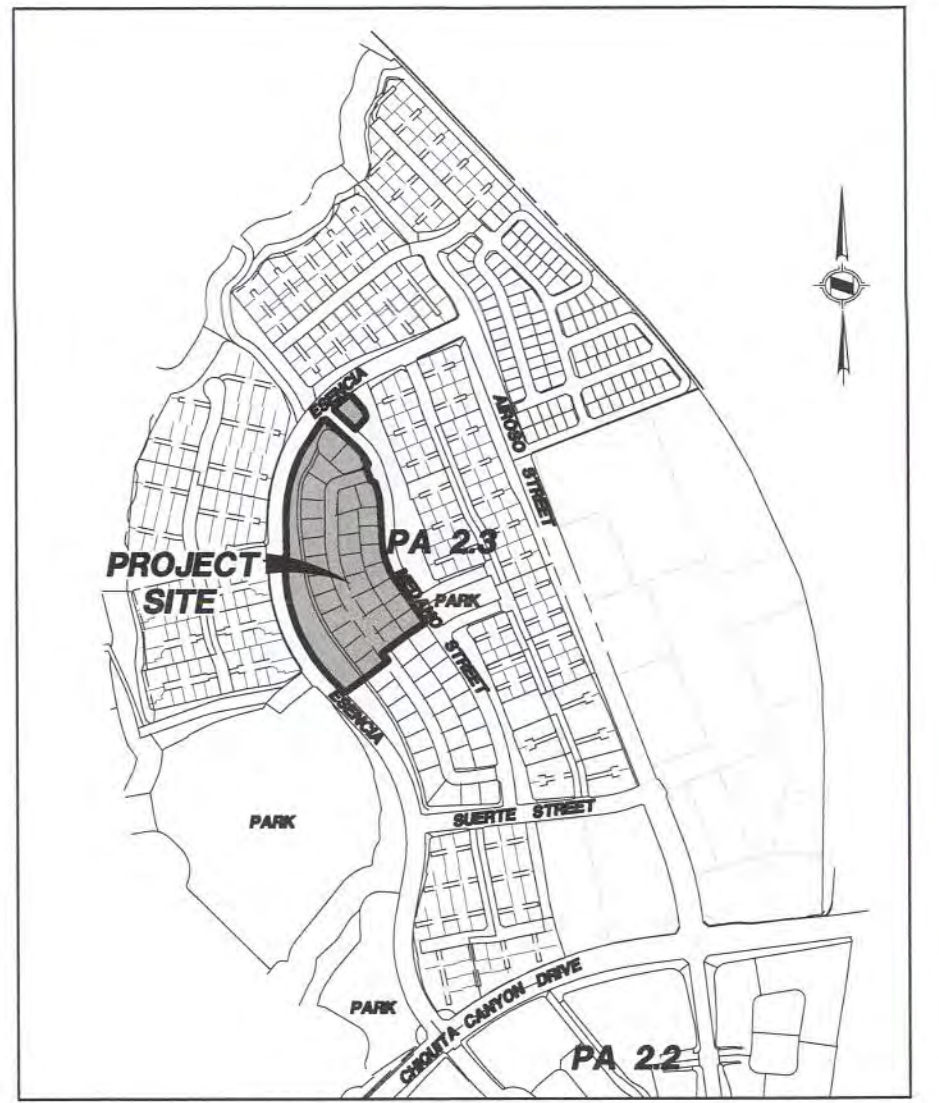 ESENCIA
AIROSO
STREET
PA 2.3
PROJECT
SITE
PARK
STREET
ESENCIA
PARK
SUERTE STREET
PARK
CHIQUITA CANYON DRIVE
PA 2.2